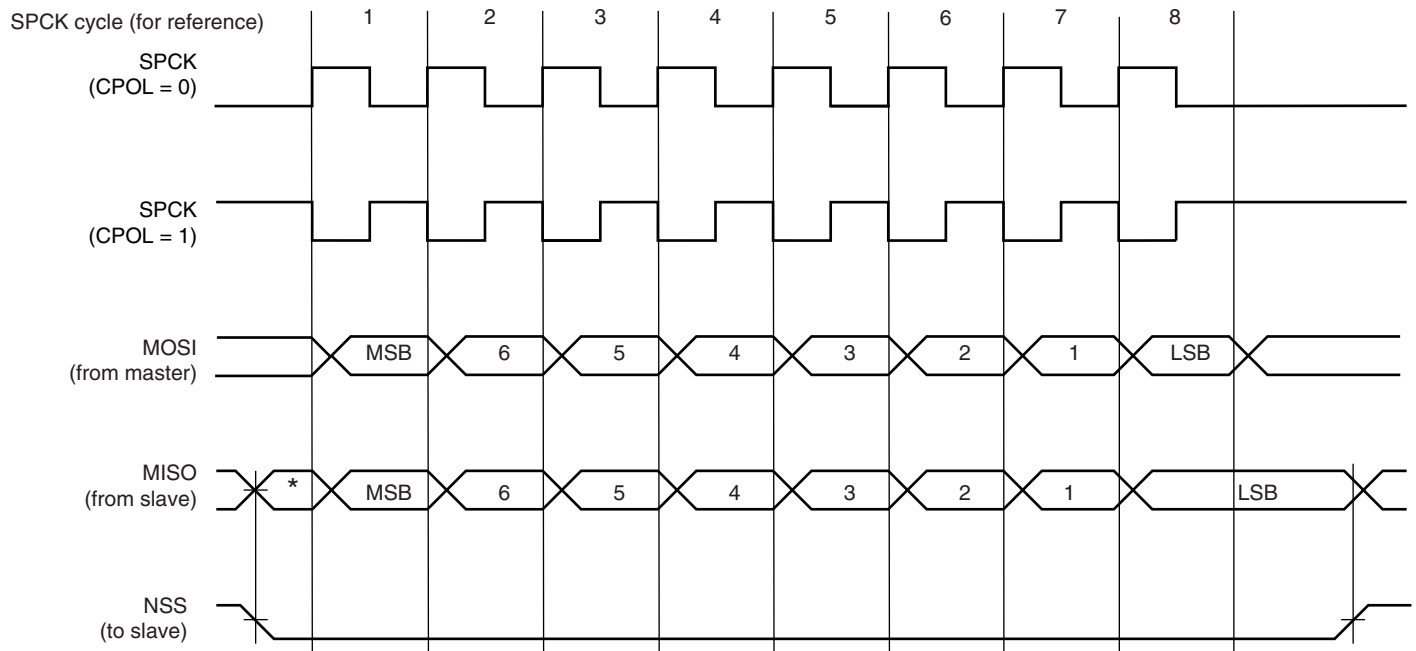 SPCK cycle (for reference) 1 2 3 4 5 6 7 8
SPCK
(CPOL = 0)
SPCK
(CPOL = 1)
MOSI
(from master)
MSB 6 5 4 3 2 1 LSB
MISO
(from slave)
* MSB 6 5 4 3 2 1 LSB
NSS
(to slave)